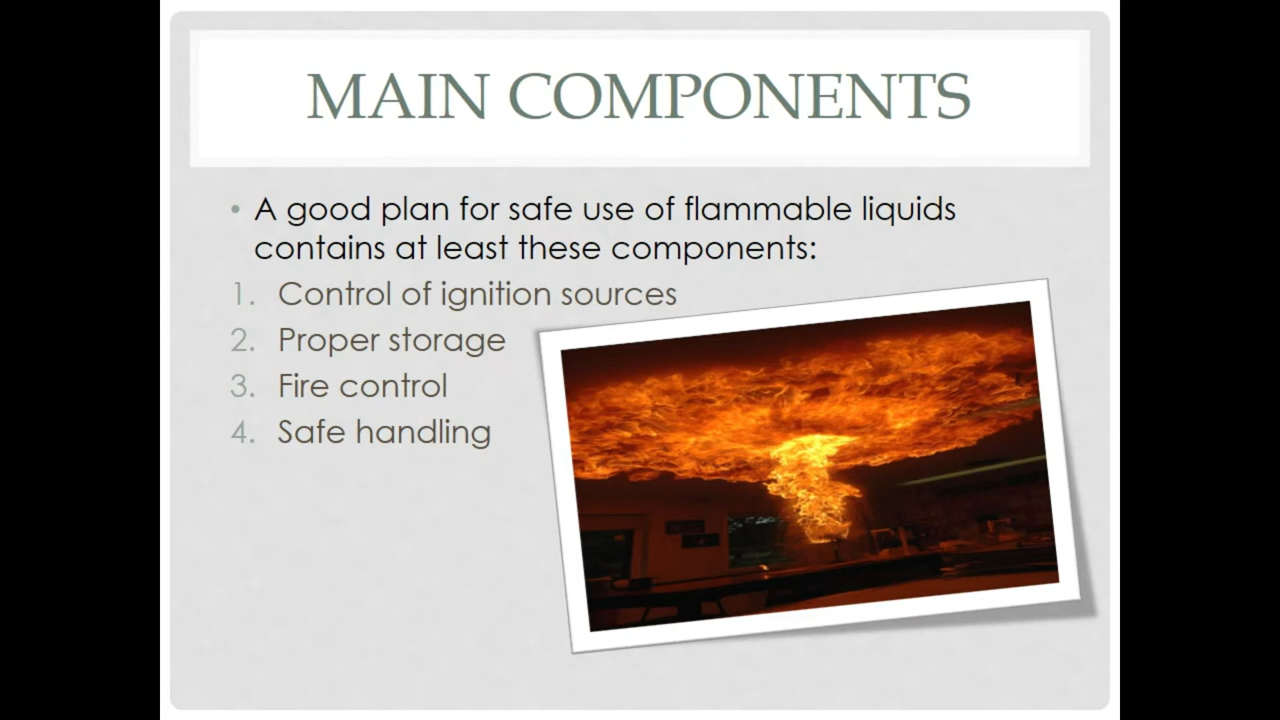 MAIN COMPONENTS
• A good plan for safe use of flammable liquids
contains at least these components:
1. Control of ignition sources
2. Proper storage
3. Fire control
4. Safe handling